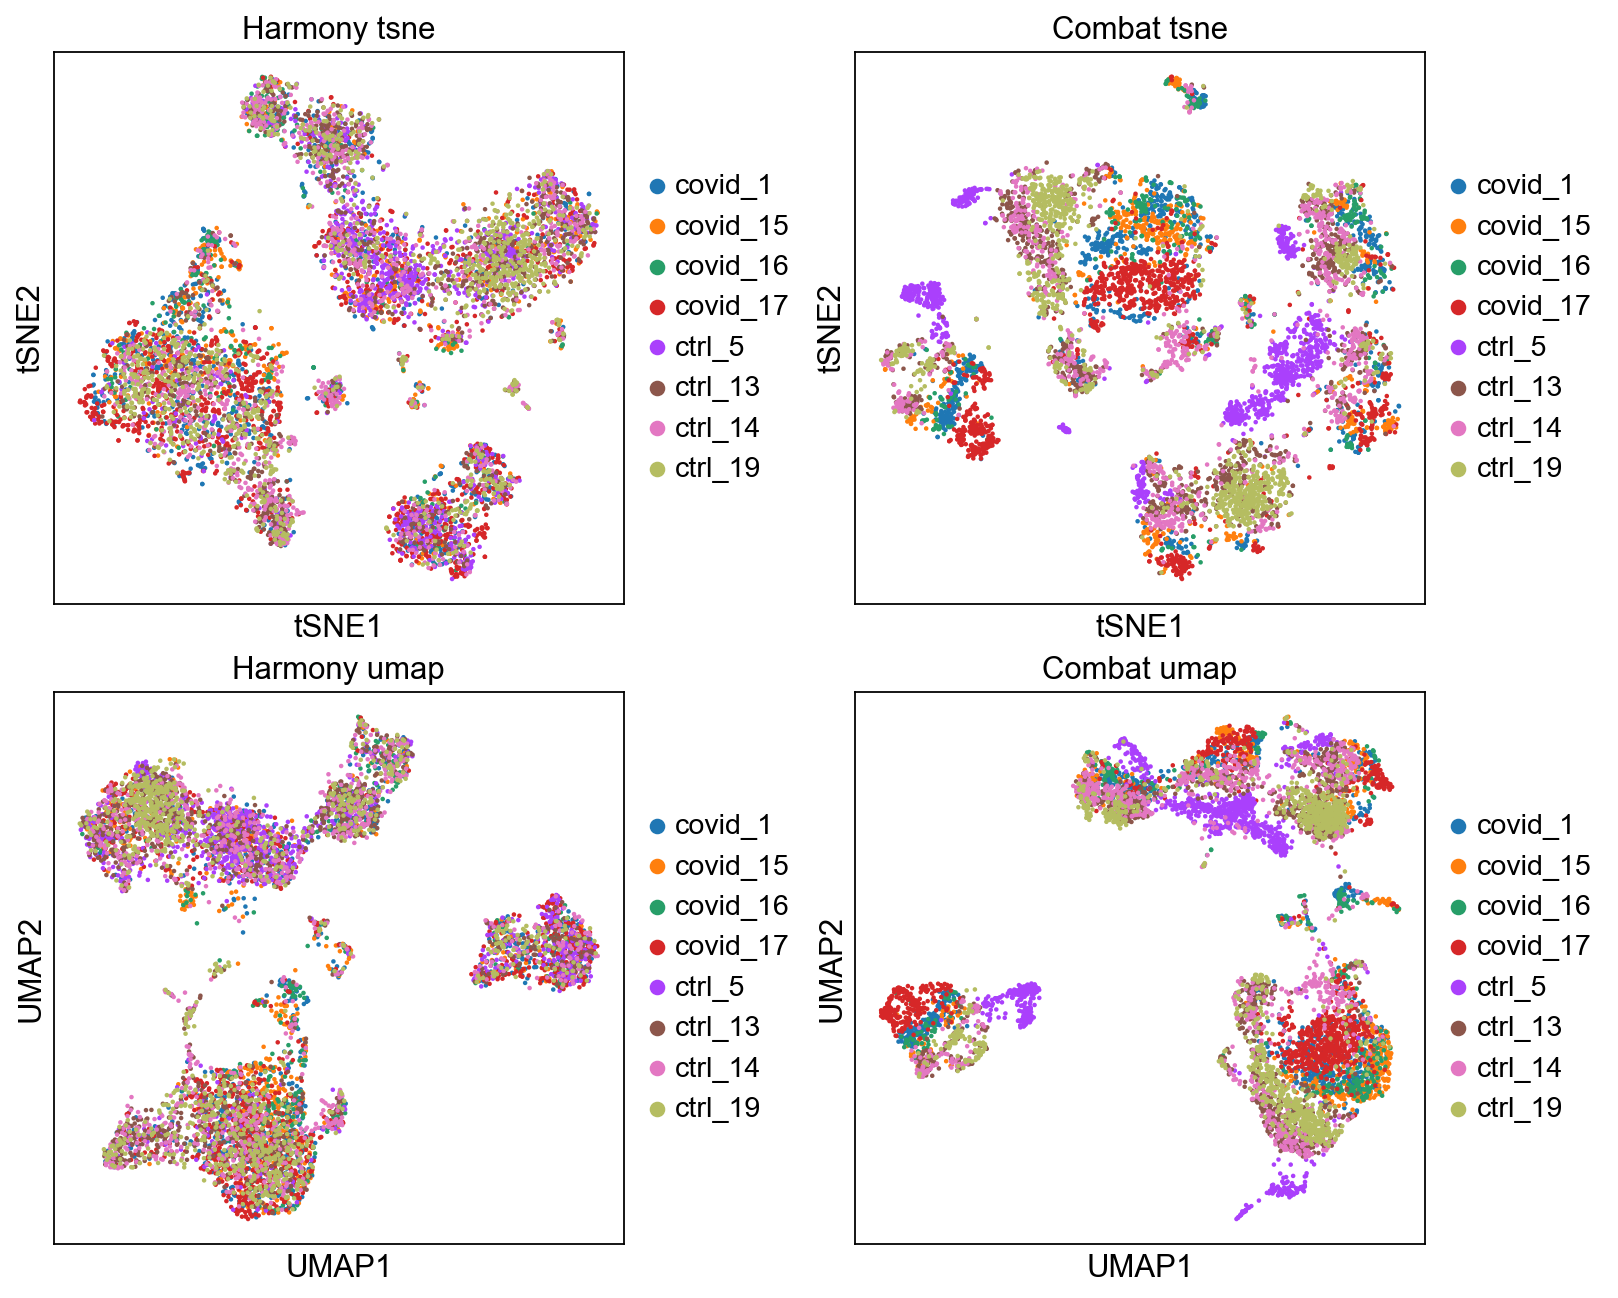 Harmony tsne
tSNE2
tSNE1
covid_1
covid_15
covid_16
covid_17
ctrl_5
ctrl_13
ctrl_14
ctrl_19
Combat tsne
tSNE2
tSNE1
covid_1
covid_15
covid_16
covid_17
ctrl_5
ctrl_13
ctrl_14
ctrl_19
Harmony umap
UMAP2
UMAP1
covid_1
covid_15
covid_16
covid_17
ctrl_5
ctrl_13
ctrl_14
ctrl_19
Combat umap
UMAP2
UMAP1
covid_1
covid_15
covid_16
covid_17
ctrl_5
ctrl_13
ctrl_14
ctrl_19